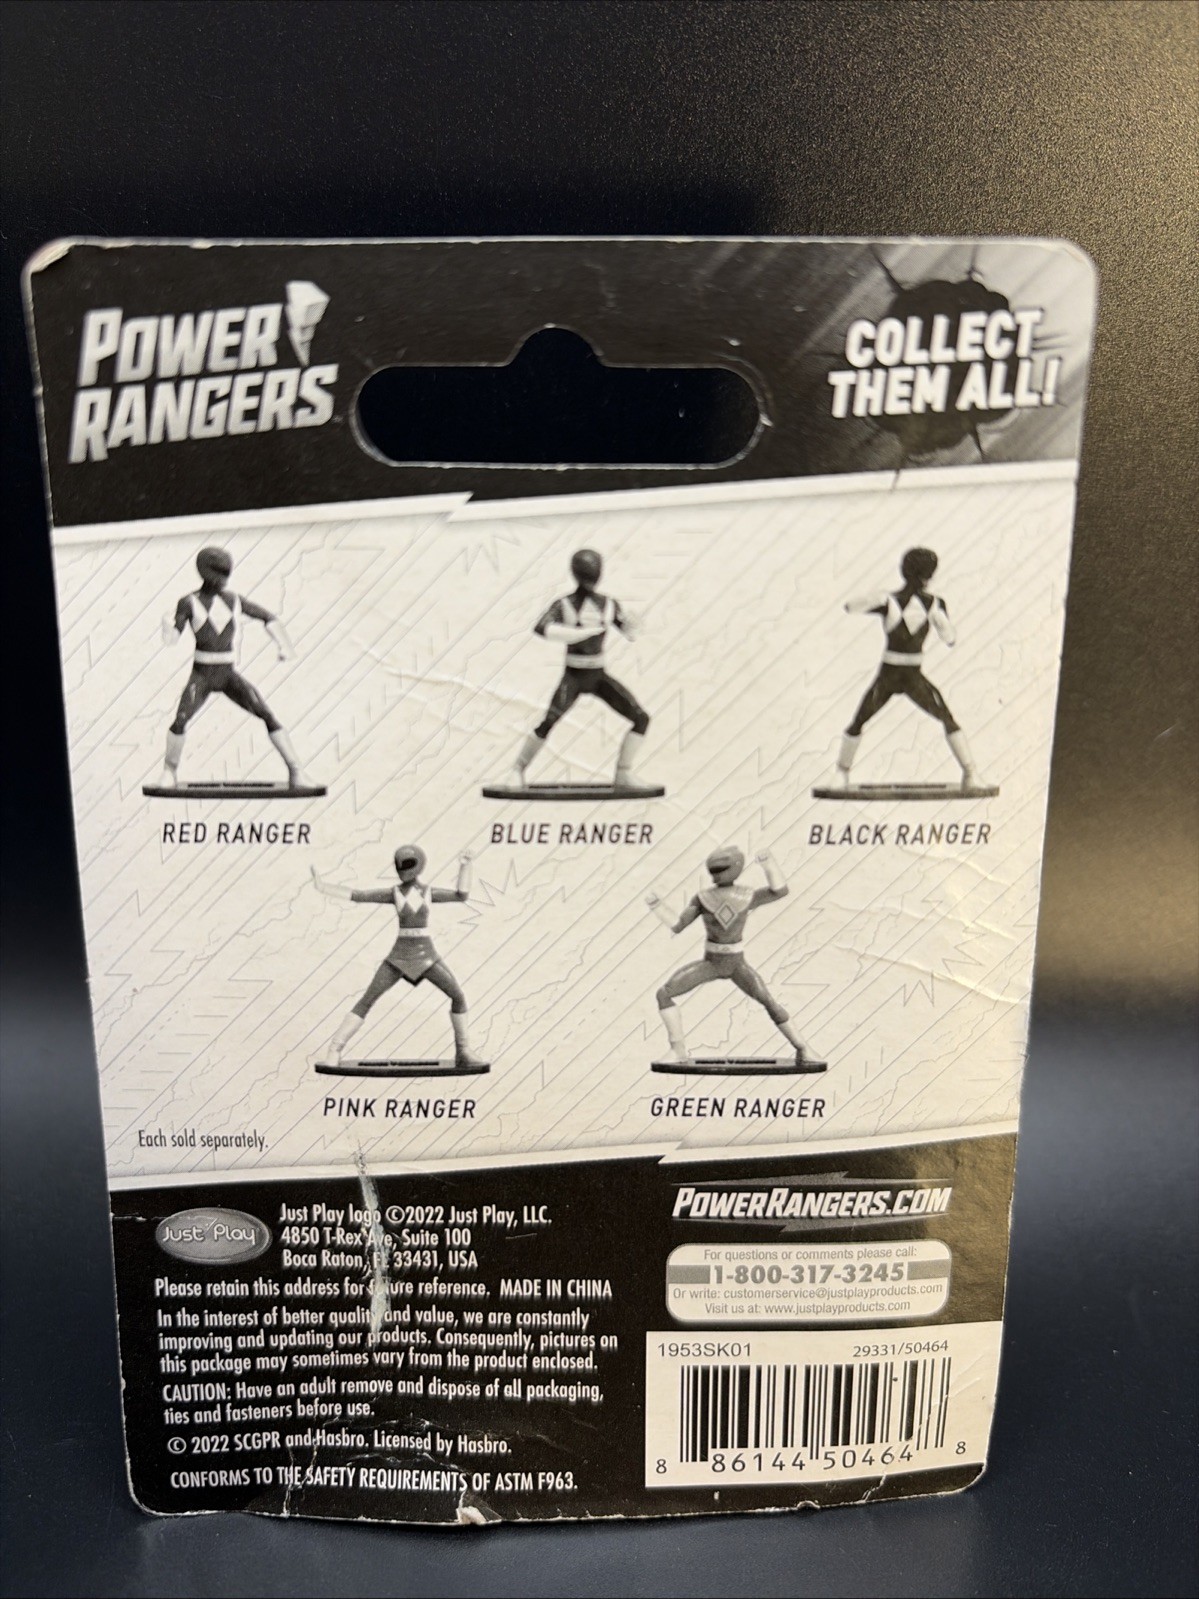 POWER
RANGERS
COLLECT
THEM ALL!
RED RANGER
BLUE RANGER
BLACK RANGER
PINK RANGER
GREEN RANGER
Each sold separately.
Just Play
Just Play logo ©2022 Just Play, LLC.
4850 T-Rex Ave, Suite 100
Boca Raton, FL 33431, USA
Please retain this address for future reference. MADE IN CHINA
In the interest of better quality and value, we are constantly
improving and updating our products. Consequently, pictures on
this package may sometimes vary from the product enclosed.
CAUTION: Have an adult remove and dispose of all packaging,
ties and fasteners before use.
© 2022 SCGPR and Hasbro. Licensed by Hasbro.
CONFORMS TO THE SAFETY REQUIREMENTS OF ASTM F963.
POWERRANGERS.COM
For questions or comments please call:
1-800-317-3245
Or write: customerservice@justplayproducts.com
Visit us at: www.justplayproducts.com
1953SK01 29331/50464
8 86144 50464 8